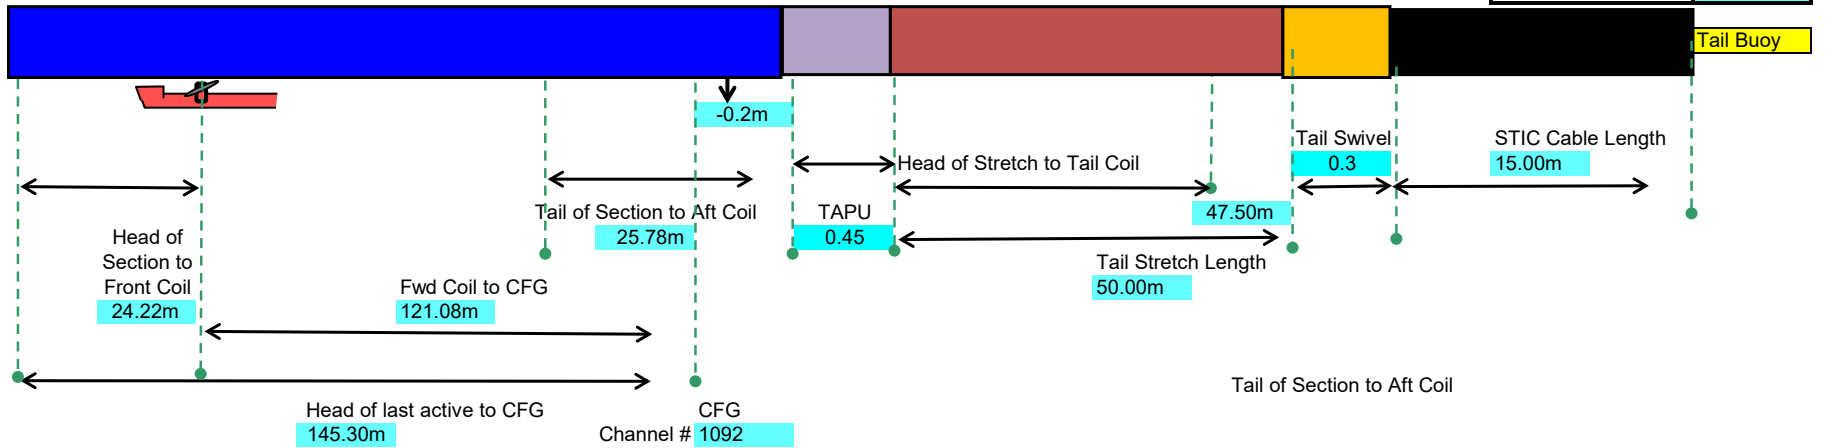 Tail Buoy
-0.2m
Tail Swivel
0.3
STIC Cable Length
15.00m
Head of Stretch to Tail Coil
47.50m
Tail of Section to Aft Coil
25.78m
TAPU
0.45
Head of
Section to
Front Coil
24.22m
Tail Stretch Length
50.00m
Fwd Coil to CFG
121.08m
Tail of Section to Aft Coil
Head of last active to CFG
145.30m
CFG
Channel # 1092